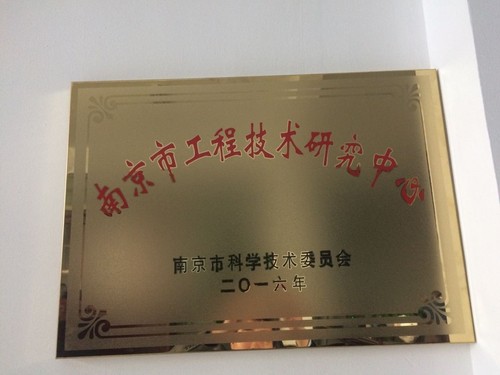 南京市工程技术研究中心
南京市科学技术委员会
二〇一六年